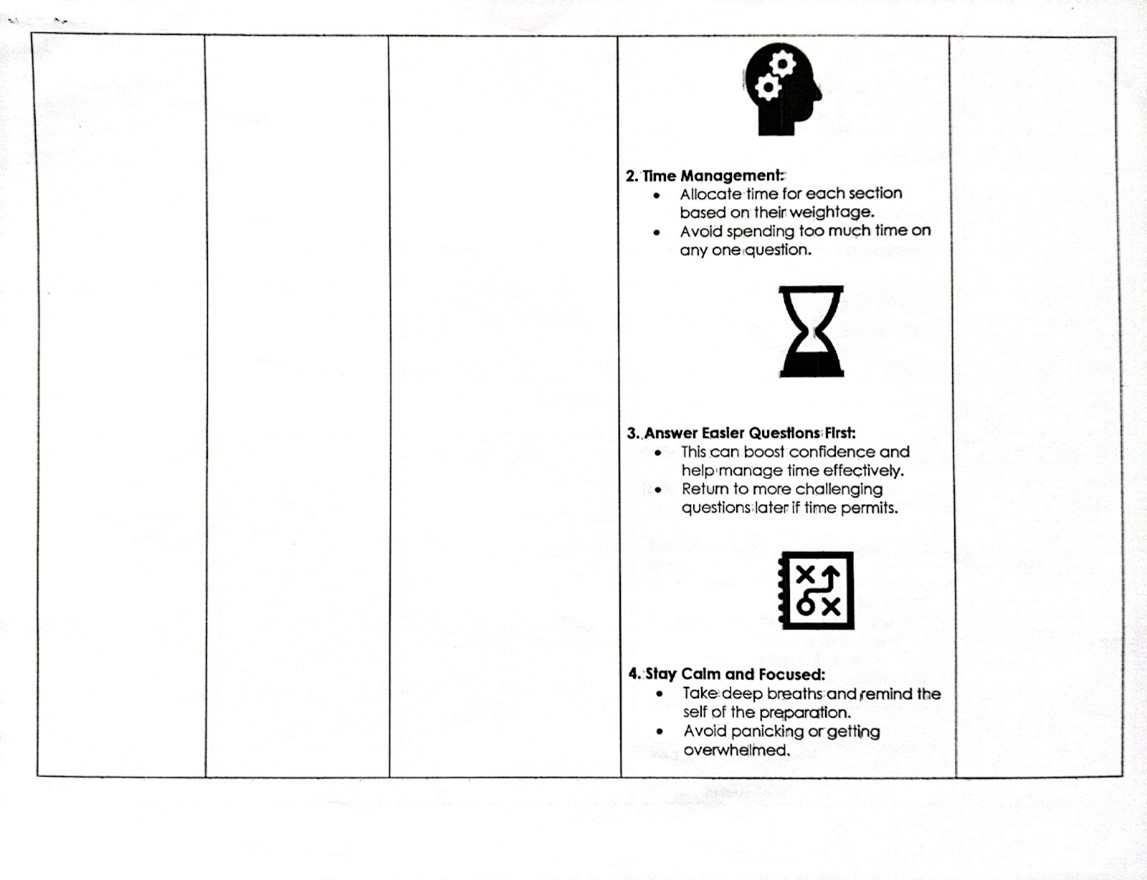 2. Time Management:
• Allocate time for each section
based on their weightage.
• Avoid spending too much time on
any one question.
3. Answer Easier Questions First:
• This can boost confidence and
help manage time effectively.
• Return to more challenging
questions later if time permits.
4. Stay Calm and Focused:
• Take deep breaths and remind the
self of the preparation.
• Avoid panicking or getting
overwhelmed.